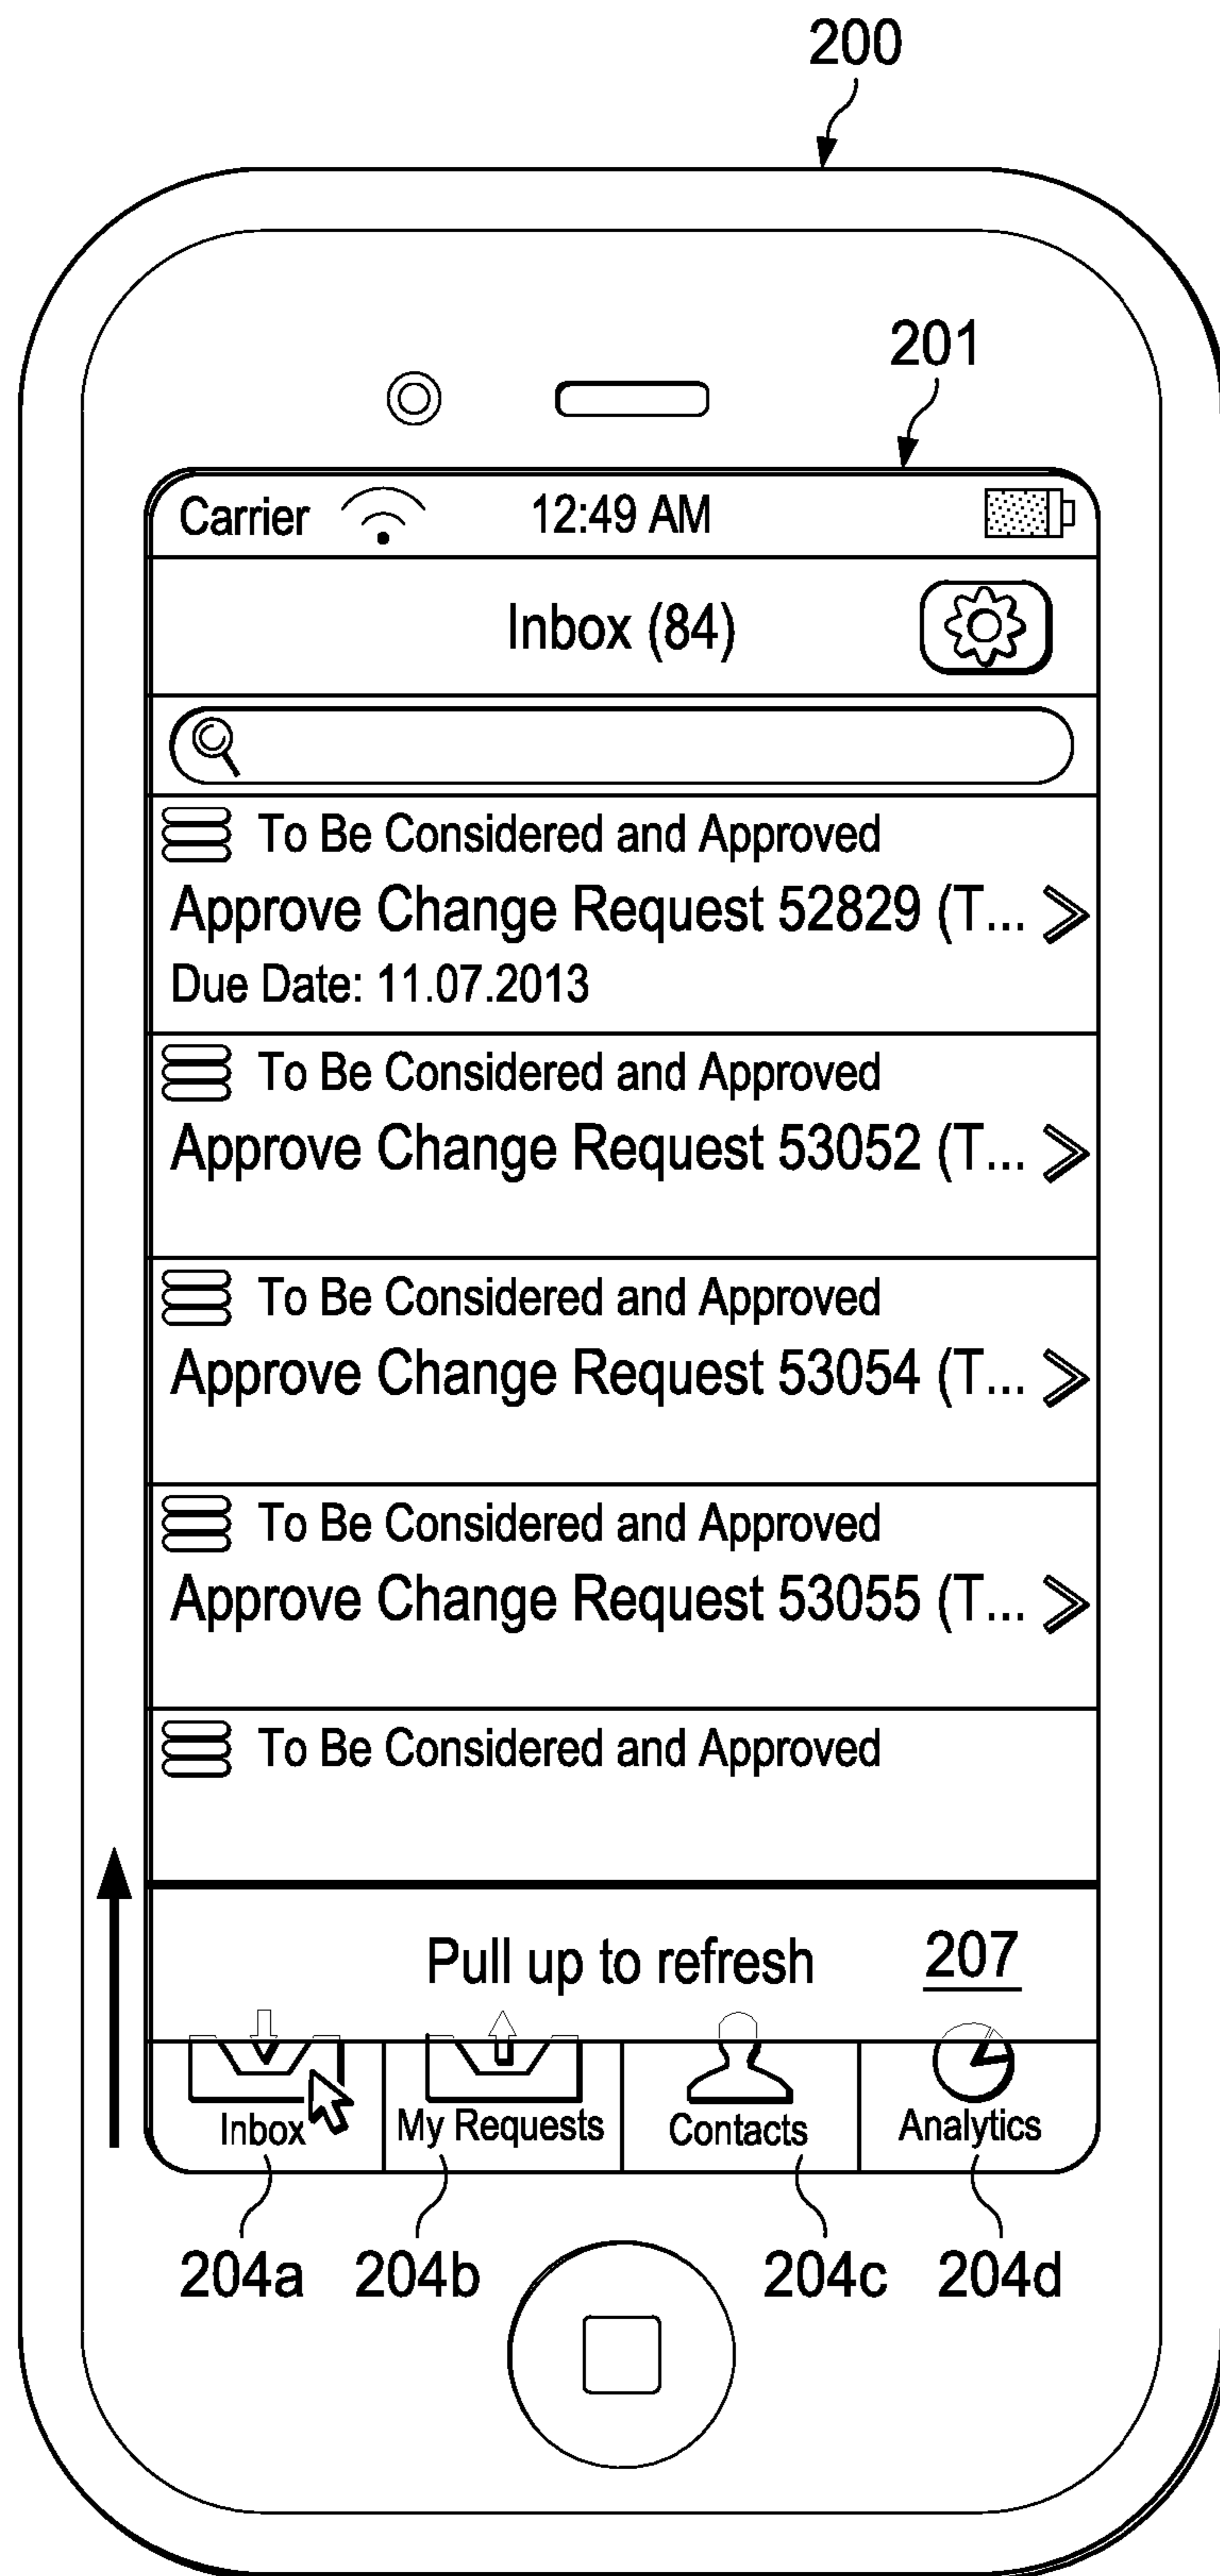 200
201
Carrier 12:49 AM
Inbox (84)
To Be Considered and Approved
Approve Change Request 52829 (T...
Due Date: 11.07.2013
To Be Considered and Approved
Approve Change Request 53052 (T...
To Be Considered and Approved
Approve Change Request 53054 (T...
To Be Considered and Approved
Approve Change Request 53055 (T...
To Be Considered and Approved
Pull up to refresh 207
Inbox My Requests Contacts Analytics
204a 204b 204c 204d